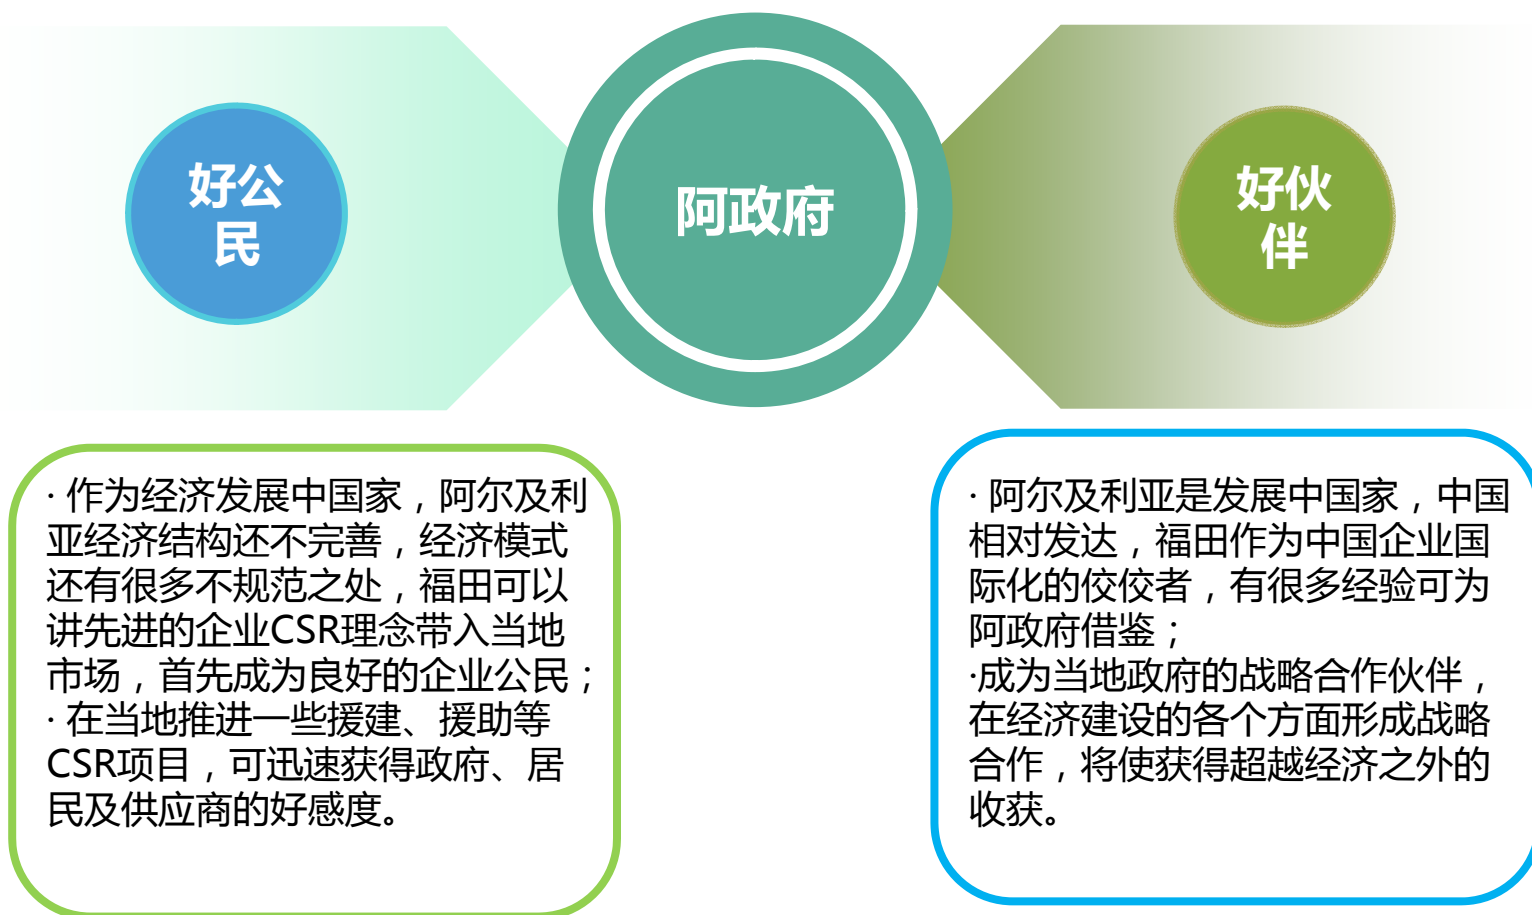 好公
民
阿政府
好伙
伴
· 作为经济发展中国家，阿尔及利
亚经济结构还不完善，经济模式
还有很多不规范之处，福田可以
讲先进的企业CSR理念带入当地
市场，首先成为良好的企业公民；
· 在当地推进一些援建、援助等
CSR项目，可迅速获得政府、居
民及供应商的好感度。
· 阿尔及利亚是发展中国家，中国
相对发达，福田作为中国企业国
际化的佼佼者，有很多经验可为
阿政府借鉴；
·成为当地政府的战略合作伙伴，
在经济建设的各个方面形成战略
合作，将使获得超越经济之外的
收获。